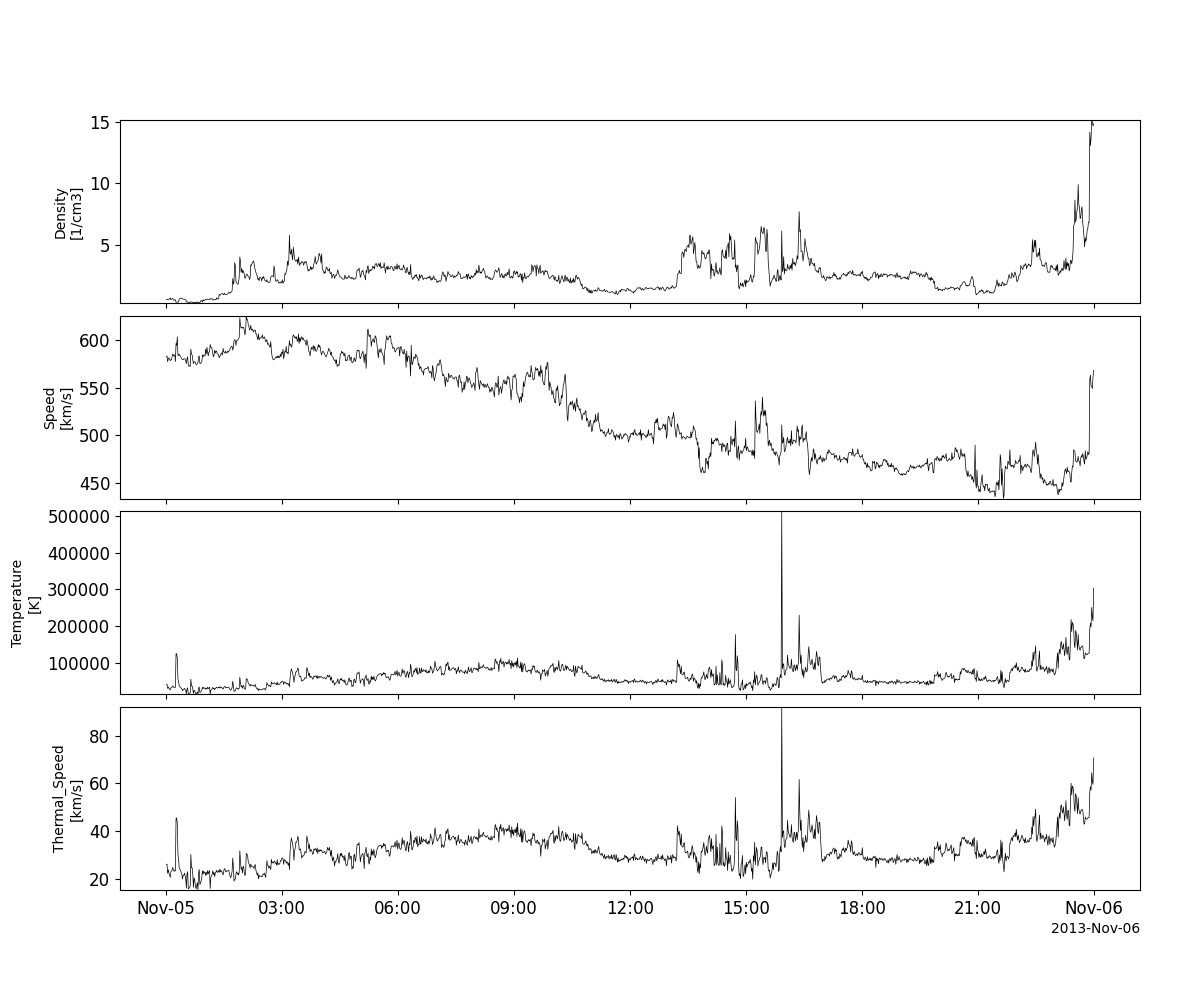 15
10
5
Density
[1/cm3]
600
550
500
450
Speed
[km/s]
500000
400000
300000
200000
100000
Temperature
[K]
80
60
40
20
Thermal_Speed
[km/s]
Nov-05 03:00 06:00 09:00 12:00 15:00 18:00 21:00 Nov-06
2013-Nov-06